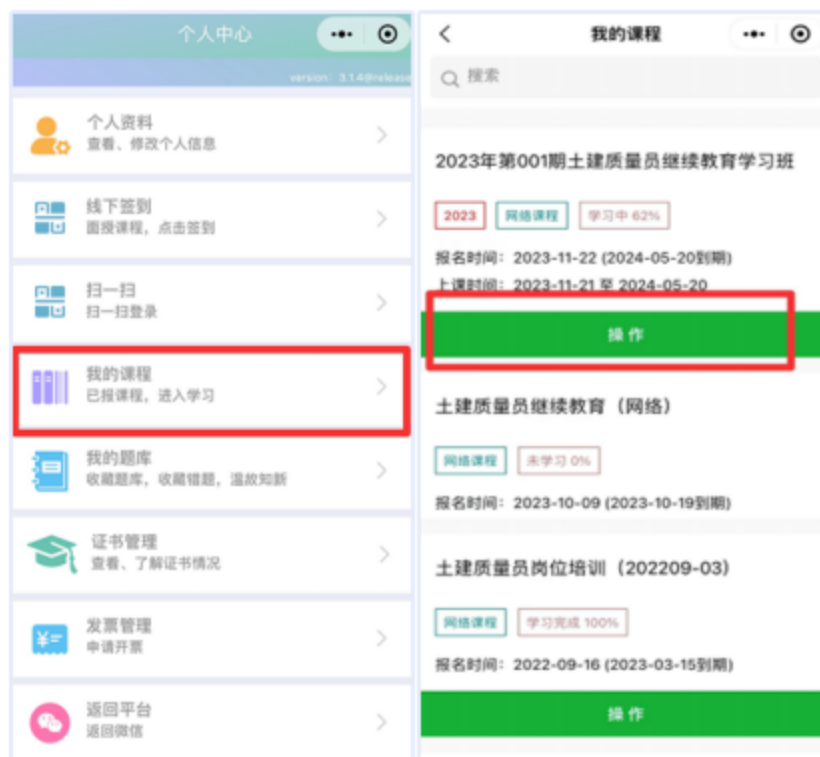 个人中心
version: 3.1.4@release
个人资料
查看、修改个人信息
线下签到
面授课程，点击签到
扫一扫
扫一扫登录
我的课程
已报课程，进入学习
我的题库
收藏题库，收藏错题，温故知新
证书管理
查看、了解证书情况
发票管理
申请开票
返回平台
返回微信
我的课程
搜索
2023年第001期土建质量员继续教育学习班
2023 网络课程 学习中 62%
报名时间：2023-11-22 (2024-05-20到期)
上课时间：2023-11-21 至 2024-05-20
操作
土建质量员继续教育（网络）
网络课程 未学习 0%
报名时间：2023-10-09 (2023-10-19到期)
土建质量员岗位培训（202209-03）
网络课程 学习完成 100%
报名时间：2022-09-16 (2023-03-15到期)
操作